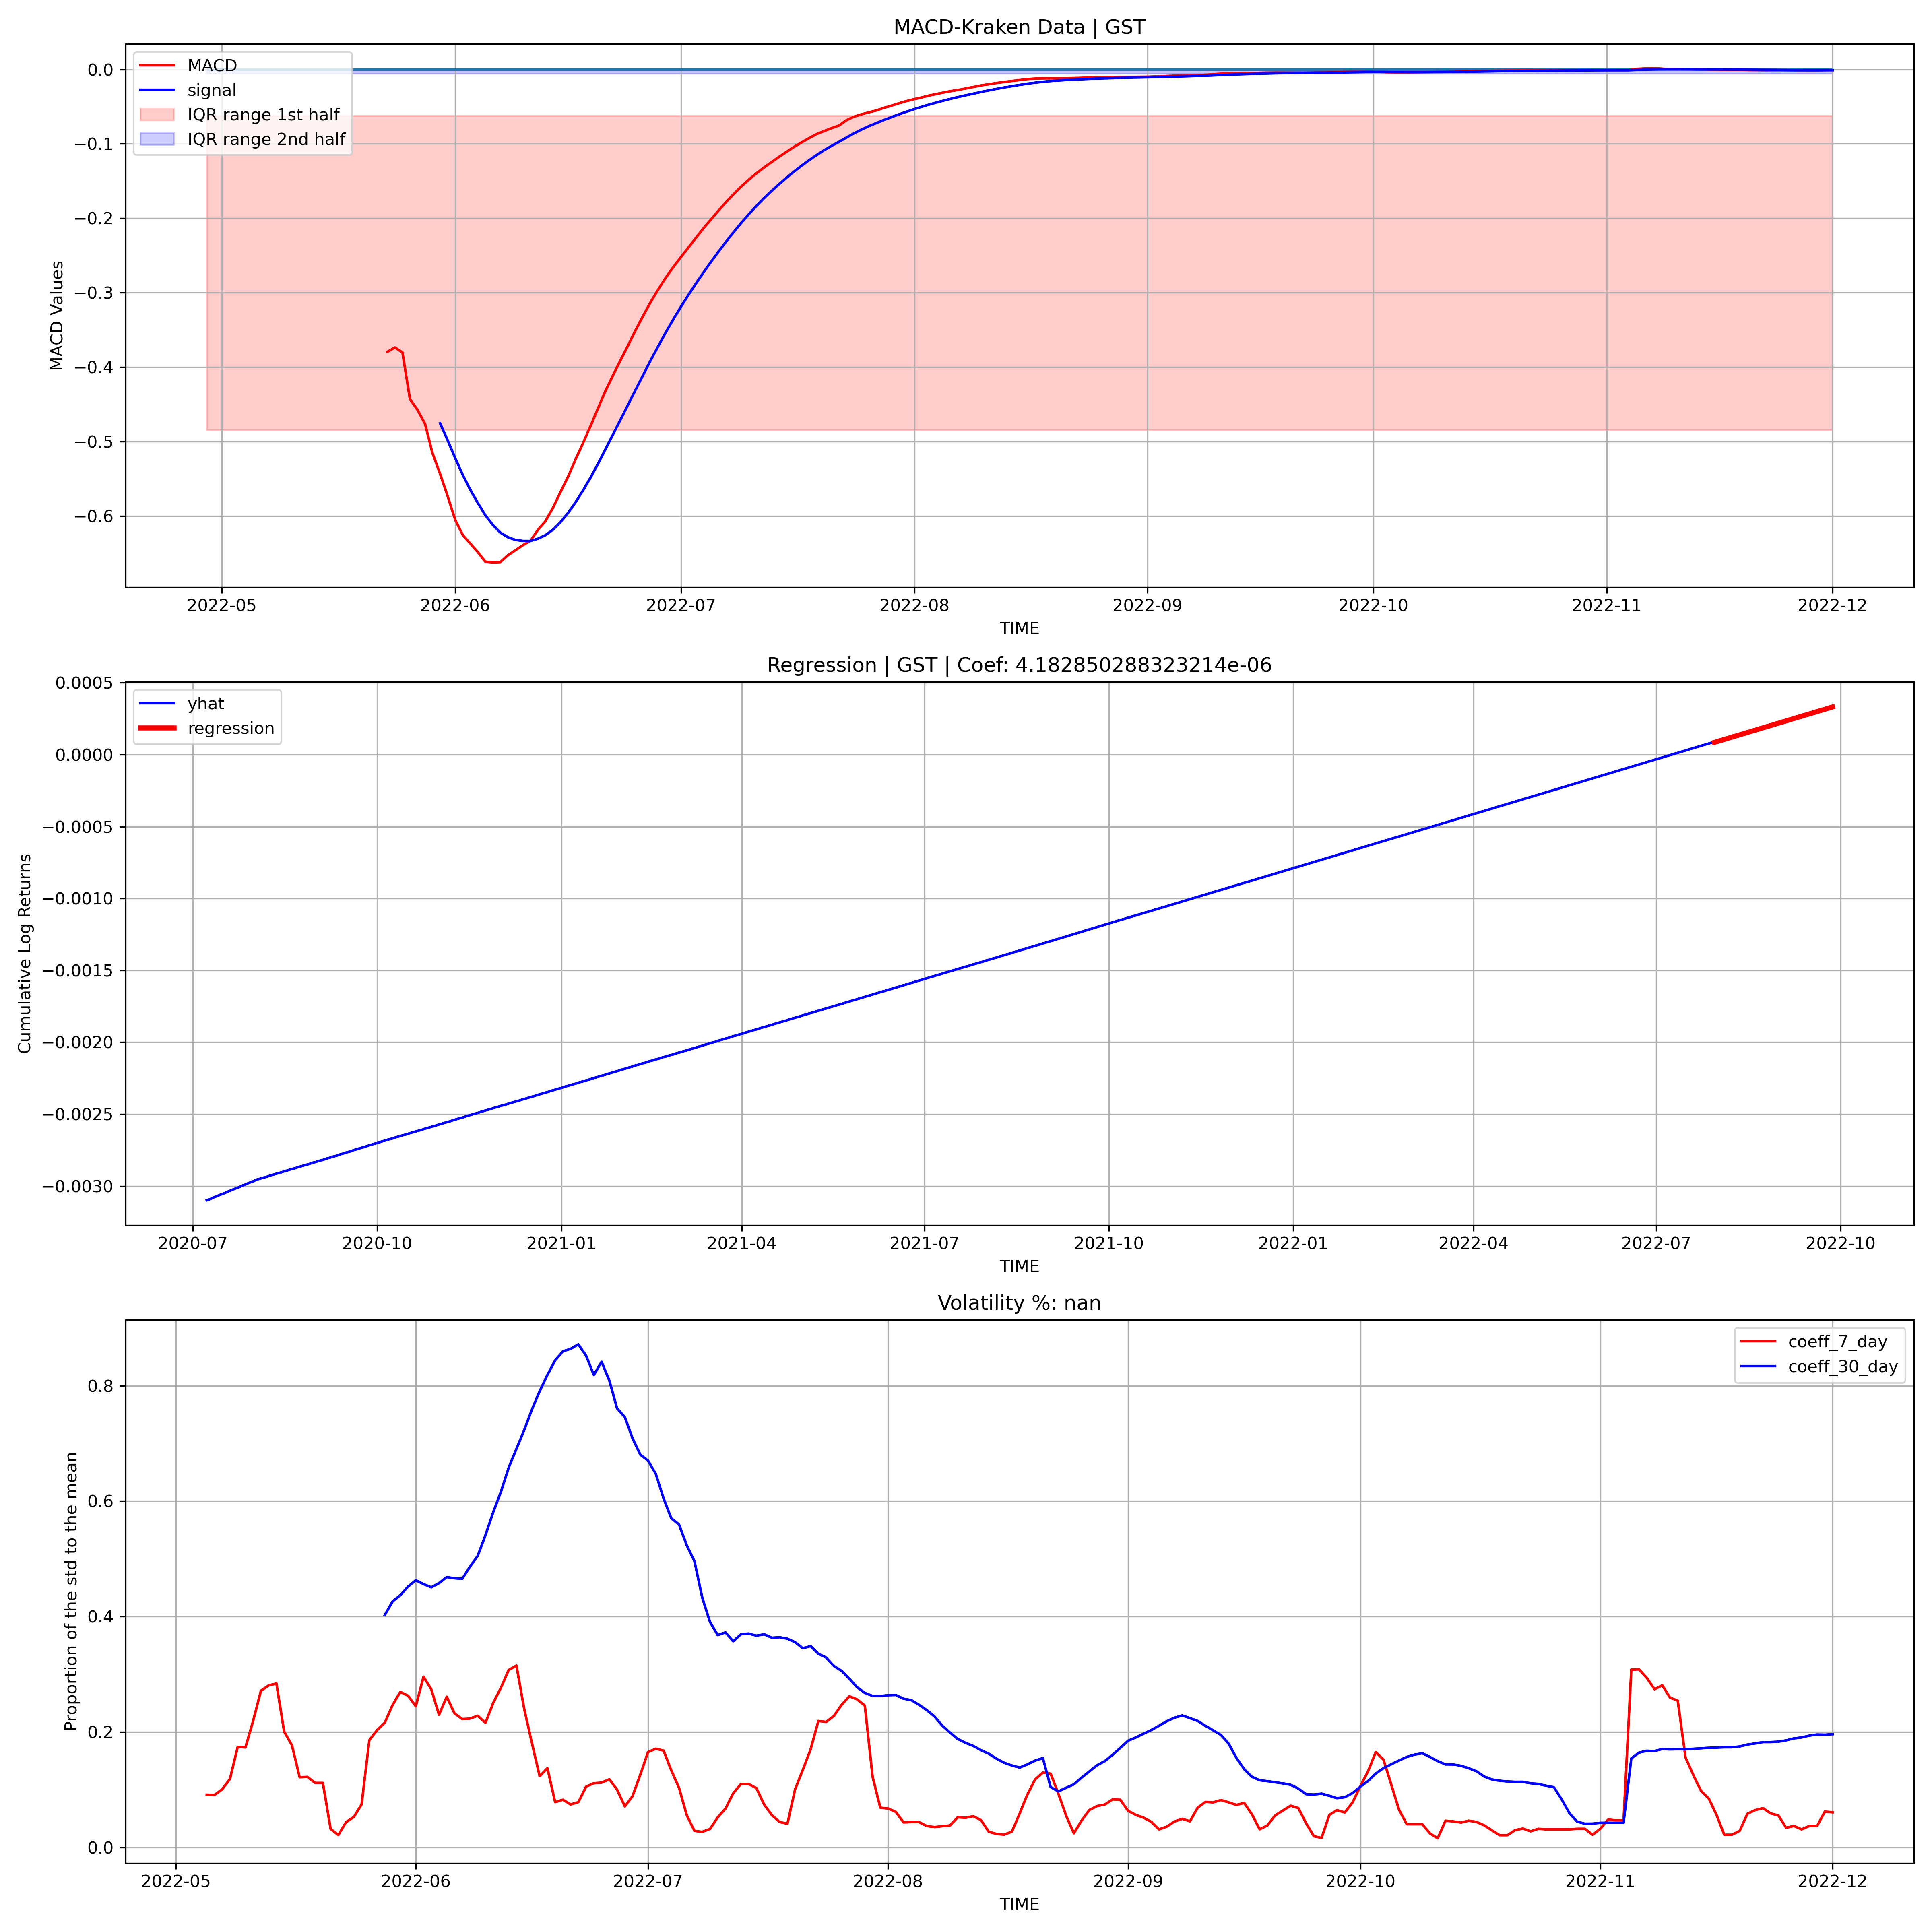 MACD-Kraken Data | GST
MACD
signal
IQR range 1st half
IQR range 2nd half
0.0
−0.1
−0.2
−0.3
−0.4
−0.5
−0.6
MACD Values
2022-05 2022-06 2022-07 2022-08 2022-09 2022-10 2022-11 2022-12
TIME
Regression | GST | Coef: 4.182850288323214e-06
yhat
regression
0.0005
0.0000
−0.0005
−0.0010
−0.0015
−0.0020
−0.0025
−0.0030
Cumulative Log Returns
2020-07 2020-10 2021-01 2021-04 2021-07 2021-10 2022-01 2022-04 2022-07 2022-10
TIME
Volatility %: nan
coeff_7_day
coeff_30_day
0.8
0.6
0.4
0.2
0.0
Proportion of the std to the mean
2022-05 2022-06 2022-07 2022-08 2022-09 2022-10 2022-11 2022-12
TIME